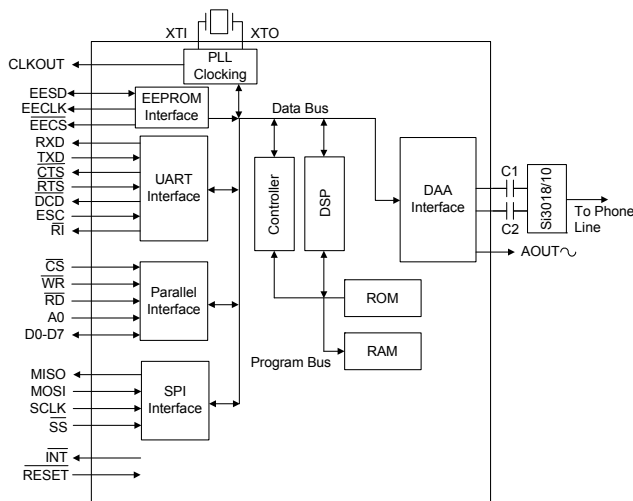 XTI
XTO
CLKOUT
PLL
Clocking
EESD
EECLK
EECS
EEPROM
Interface
Data Bus
RXD
TXD
CTS
RTS
DCD
ESC
RI
UART
Interface
Controller
DSP
DAA
Interface
C1
C2
Si3018/10
To Phone
Line
AOUT
CS
WR
RD
A0
D0-D7
Parallel
Interface
ROM
RAM
Program Bus
MISO
MOSI
SCLK
SS
SPI
Interface
INT
RESET